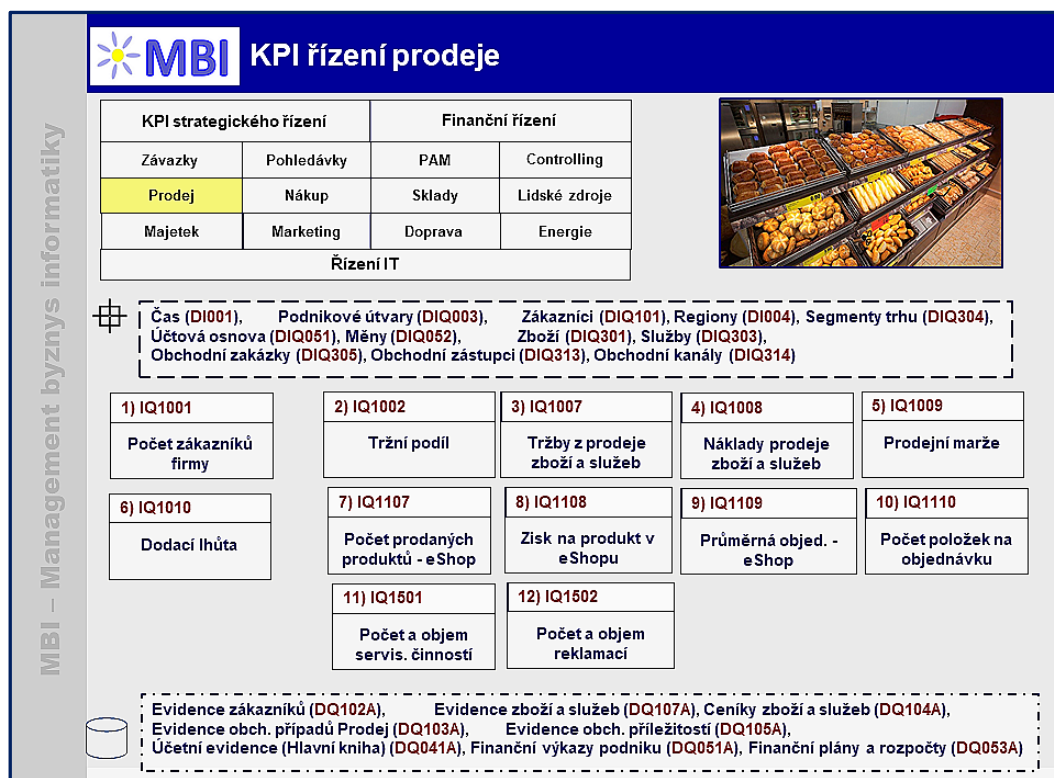 MBI KPI řízení prodeje
MBI – Management byznys informatiky
KPI strategického řízení Finanční řízení
Závazky Pohledávky PAM Controlling
Prodej Nákup Sklady Lidské zdroje
Majetek Marketing Doprava Energie
Řízení IT
Čas (DI001), Podnikové útvary (DIQ003), Zákazníci (DIQ101), Regiony (DI004), Segmenty trhu (DIQ304),
Účtová osnova (DIQ051), Měny (DIQ052), Zboží (DIQ301), Služby (DIQ303),
Obchodní zakázky (DIQ305), Obchodní zástupci (DIQ313), Obchodní kanály (DIQ314)
1) IQ1001
Počet zákazníků
firmy
2) IQ1002
Tržní podíl
3) IQ1007
Tržby z prodeje
zboží a služeb
4) IQ1008
Náklady prodeje
zboží a služeb
5) IQ1009
Prodejní marže
6) IQ1010
Dodací lhůta
7) IQ1107
Počet prodaných
produktů - eShop
8) IQ1108
Zisk na produkt v
eShopu
9) IQ1109
Průměrná objed. -
eShop
10) IQ1110
Počet položek na
objednávku
11) IQ1501
Počet a objem
servis. činností
12) IQ1502
Počet a objem
reklamací
Evidence zákazníků (DQ102A), Evidence zboží a služeb (DQ107A), Ceníky zboží a služeb (DQ104A),
Evidence obch. případů Prodej (DQ103A), Evidence obch. příležitostí (DQ105A),
Účetní evidence (Hlavní kniha) (DQ041A), Finanční výkazy podniku (DQ051A), Finanční plány a rozpočty (DQ053A)